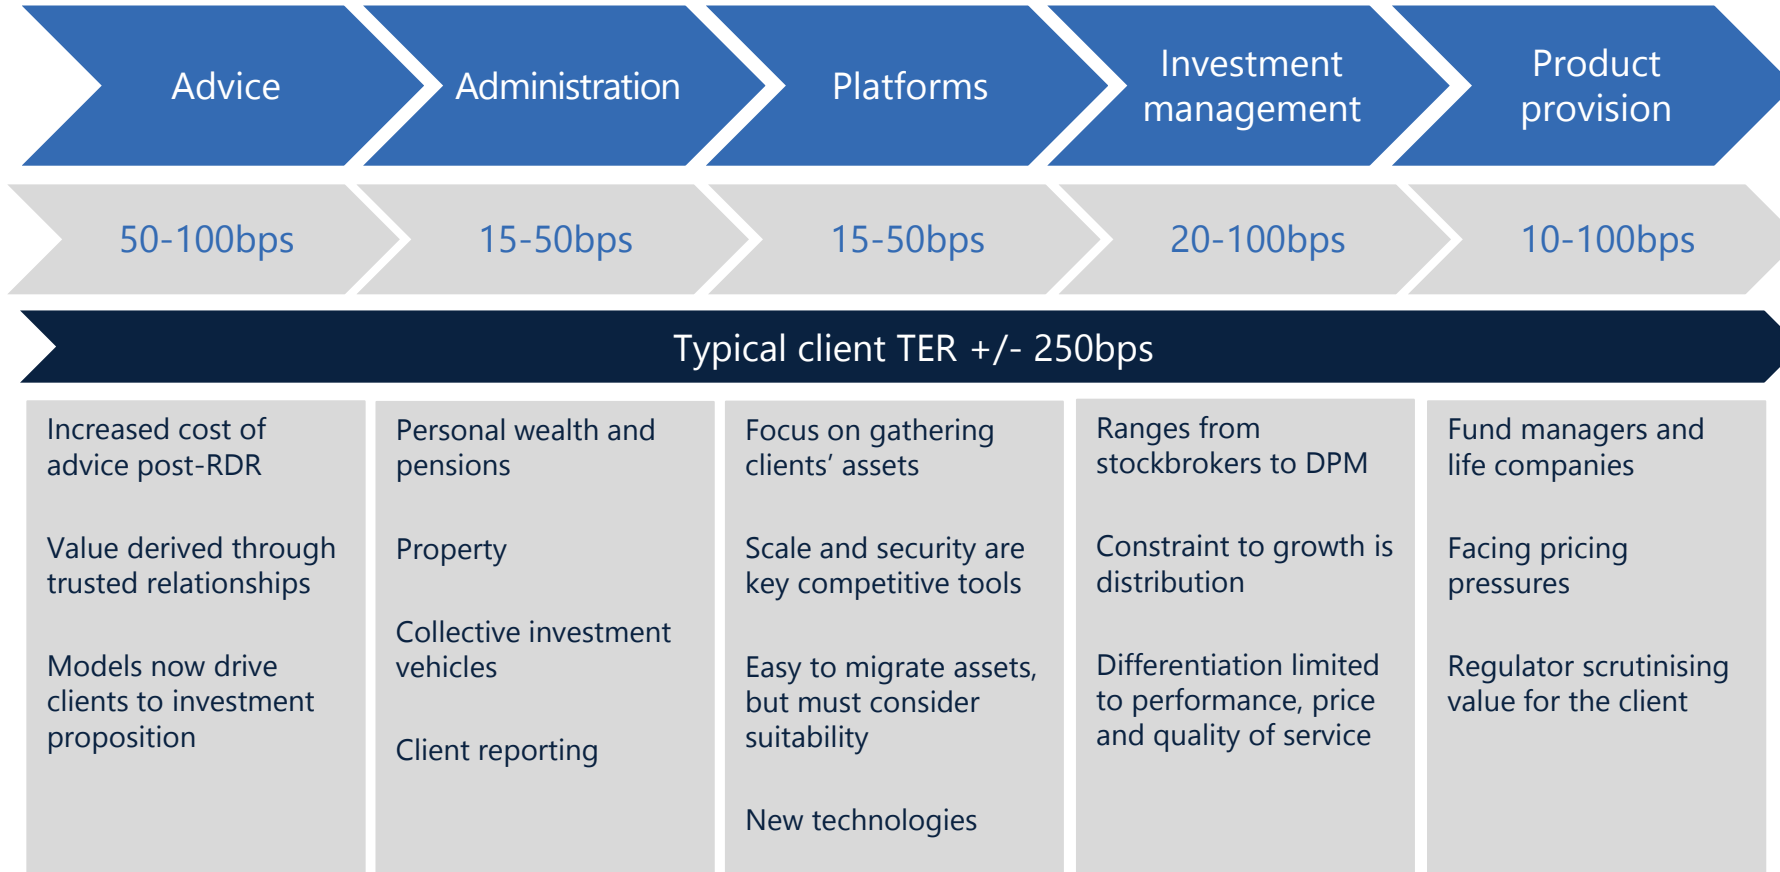 Advice
Administration
Platforms
Investment
management
Product
provision
50-100bps
15-50bps
15-50bps
20-100bps
10-100bps
Typical client TER +/- 250bps
Increased cost of
advice post-RDR
Value derived through
trusted relationships
Models now drive
clients to investment
proposition
Personal wealth and
pensions
Property
Collective investment
vehicles
Client reporting
Focus on gathering
clients’ assets
Scale and security are
key competitive tools
Easy to migrate assets,
but must consider
suitability
New technologies
Ranges from
stockbrokers to DPM
Constraint to growth is
distribution
Differentiation limited
to performance, price
and quality of service
Fund managers and
life companies
Facing pricing
pressures
Regulator scrutinising
value for the client